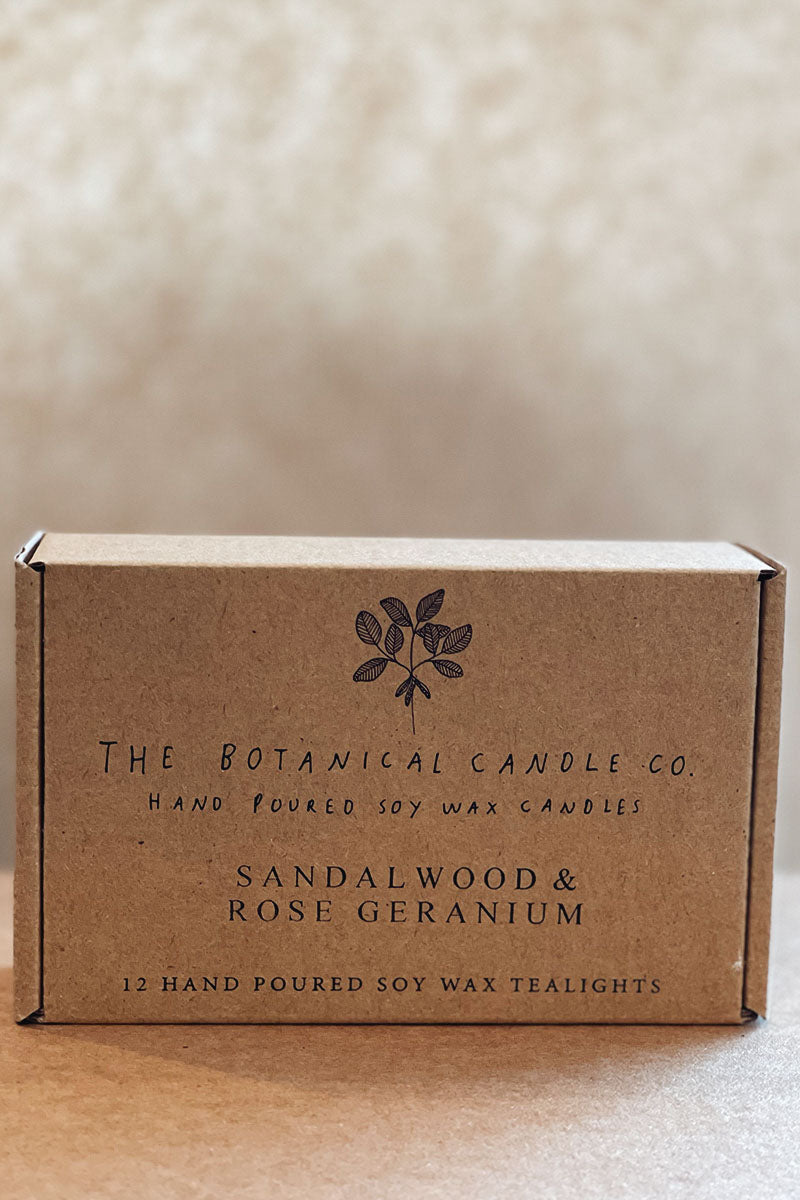 THE BOTANICAL CANDLE CO.
HAND POURED SOY WAX CANDLES
SANDALWOOD &
ROSE GERANIUM
12 HAND POURED SOY WAX TEALIGHTS